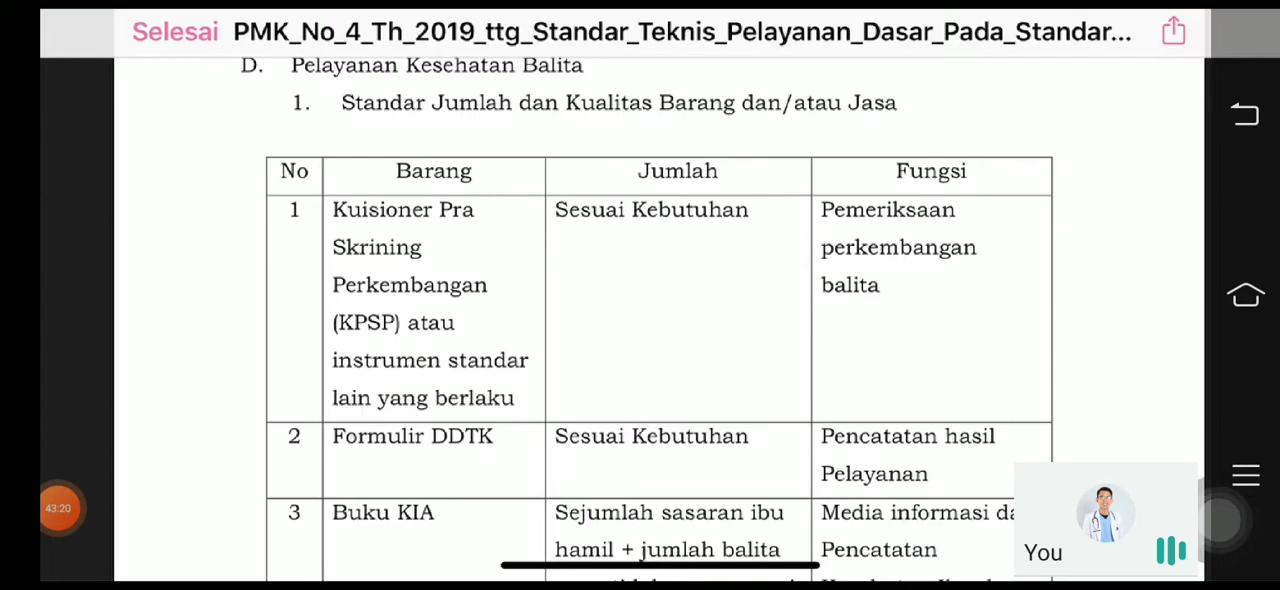 Selesai PMK_No_4_Th_2019_ttg_Standar_Teknis_Pelayanan_Dasar_Pada_Standar...
D. Pelayanan Kesehatan Balita
1. Standar Jumlah dan Kualitas Barang dan/atau Jasa
No Barang Jumlah Fungsi
1 Kuisioner Pra Sesuai Kebutuhan Pemeriksaan
Skrining perkembangan
Perkembangan balita
(KPSP) atau
instrumen standar
lain yang berlaku
2 Formulir DDTK Sesuai Kebutuhan Pencatatan hasil
Pelayanan
3 Buku KIA Sejumlah sasaran ibu Media informasi
hamil + jumlah balita Pencatatan
43:20
You